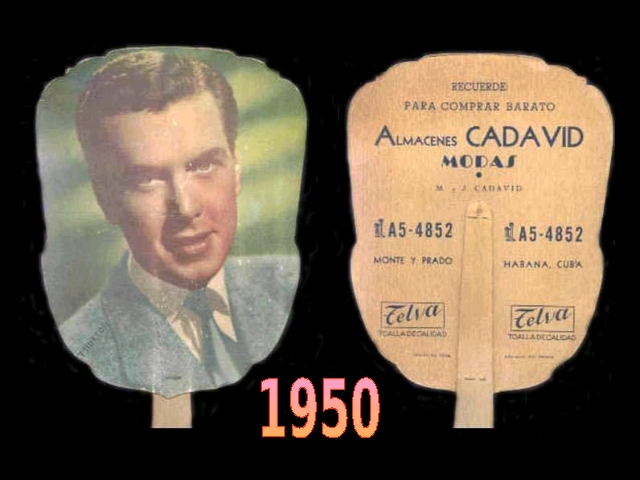 RECUERDE:
PARA COMPRAR BARATO
ALMACENES CADAVID
MODAS
M. y J. CADAVID
A5-4852
A5-4852
MONTE Y PRADO
HABANA, CUBA
Telva
TOALLA DE CALIDAD
Telva
TOALLA DE CALIDAD
1950